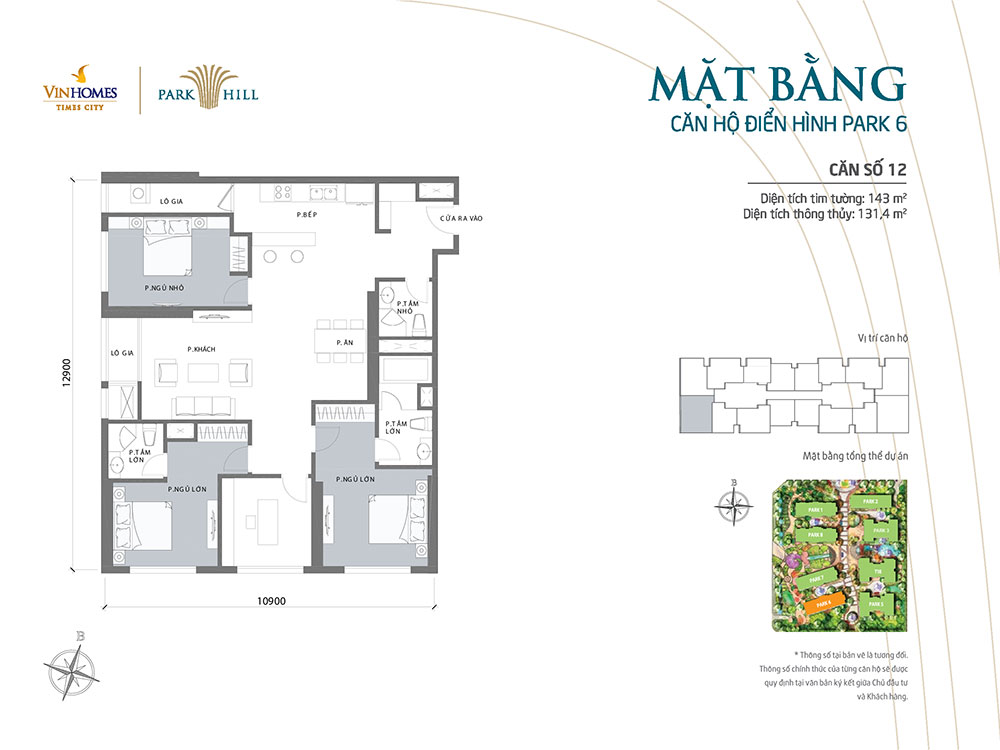 VINHOMES
TIMES CITY
PARK HILL
MẶT BẰNG
CĂN HỘ ĐIỂN HÌNH PARK 6
CĂN SỐ 12
Diện tích tim tường: 143 m²
Diện tích thông thủy: 131,4 m²
LÔ GIA
P.BẾP
CỬA RA VÀO
P.NGỦ NHỎ
P.TẮM
NHỎ
LÔ GIA
P.KHÁCH
P. ĂN
12900
P.TẮM
LỚN
P.TẮM
LỚN
P.NGỦ LỚN
P.NGỦ LỚN
10900
B
Vị trí căn hộ
Mặt bằng tổng thể dự án
B
PARK 1
PARK 2
PARK 3
PARK 8
T18
PARK 7
PARK 6
PARK 5
* Thông số tại bản vẽ là tương đối.
Thông số chính thức của từng căn hộ sẽ được
quy định tại văn bản ký kết giữa Chủ đầu tư
và Khách hàng.